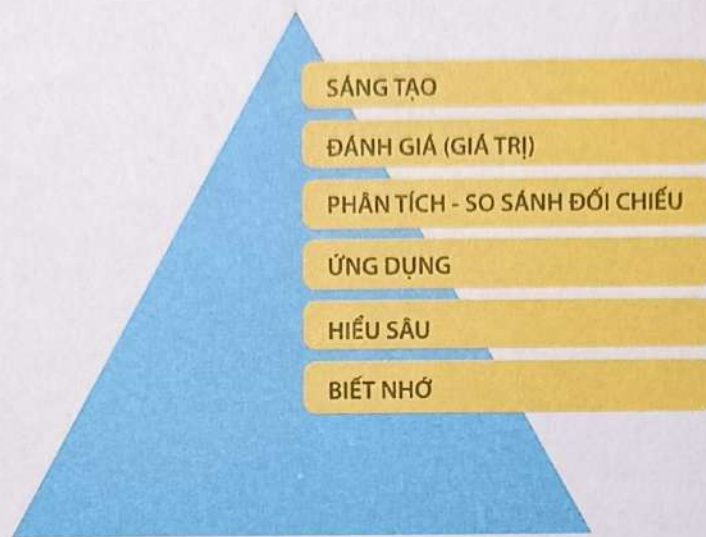 SÁNG TẠO
ĐÁNH GIÁ (GIÁ TRỊ)
PHÂN TÍCH - SO SÁNH ĐỐI CHIẾU
ỨNG DỤNG
HIỂU SÂU
BIẾT NHỚ